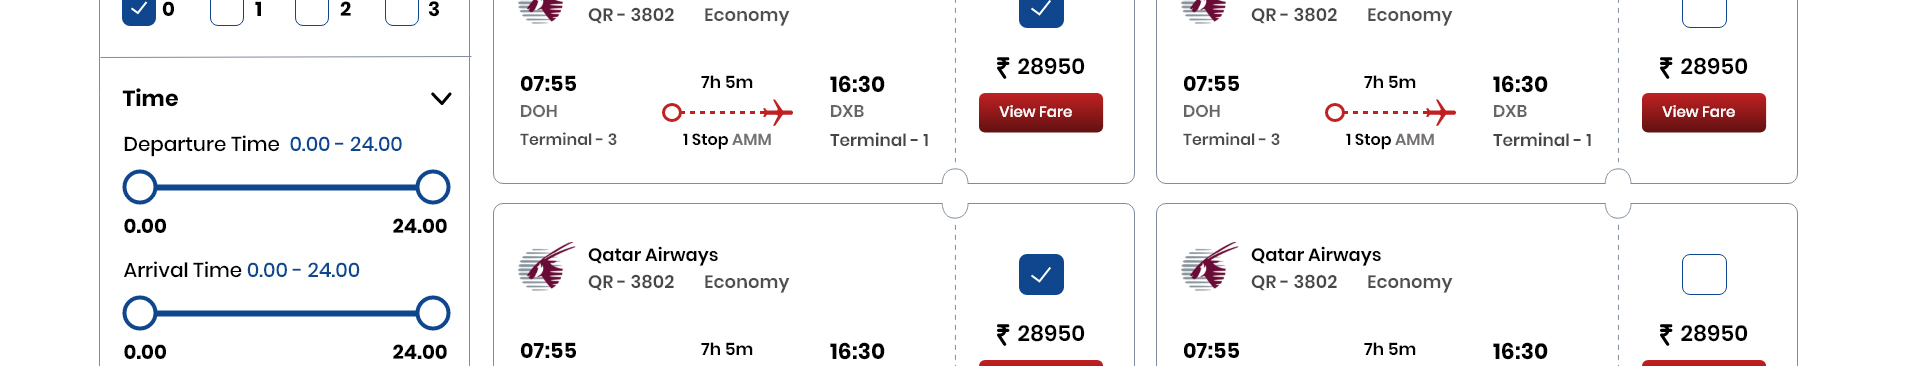 0 1 2 3
Time
Departure Time 0.00 - 24.00
0.00 24.00
Arrival Time 0.00 - 24.00
0.00 24.00
QR - 3802 Economy
₹ 28950
07:55 7h 5m 16:30
DOH DXB
View Fare
Terminal - 3 1 Stop AMM Terminal - 1
QR - 3802 Economy
₹ 28950
07:55 7h 5m 16:30
DOH DXB
View Fare
Terminal - 3 1 Stop AMM Terminal - 1
Qatar Airways
QR - 3802 Economy
₹ 28950
07:55 7h 5m 16:30
Qatar Airways
QR - 3802 Economy
₹ 28950
07:55 7h 5m 16:30